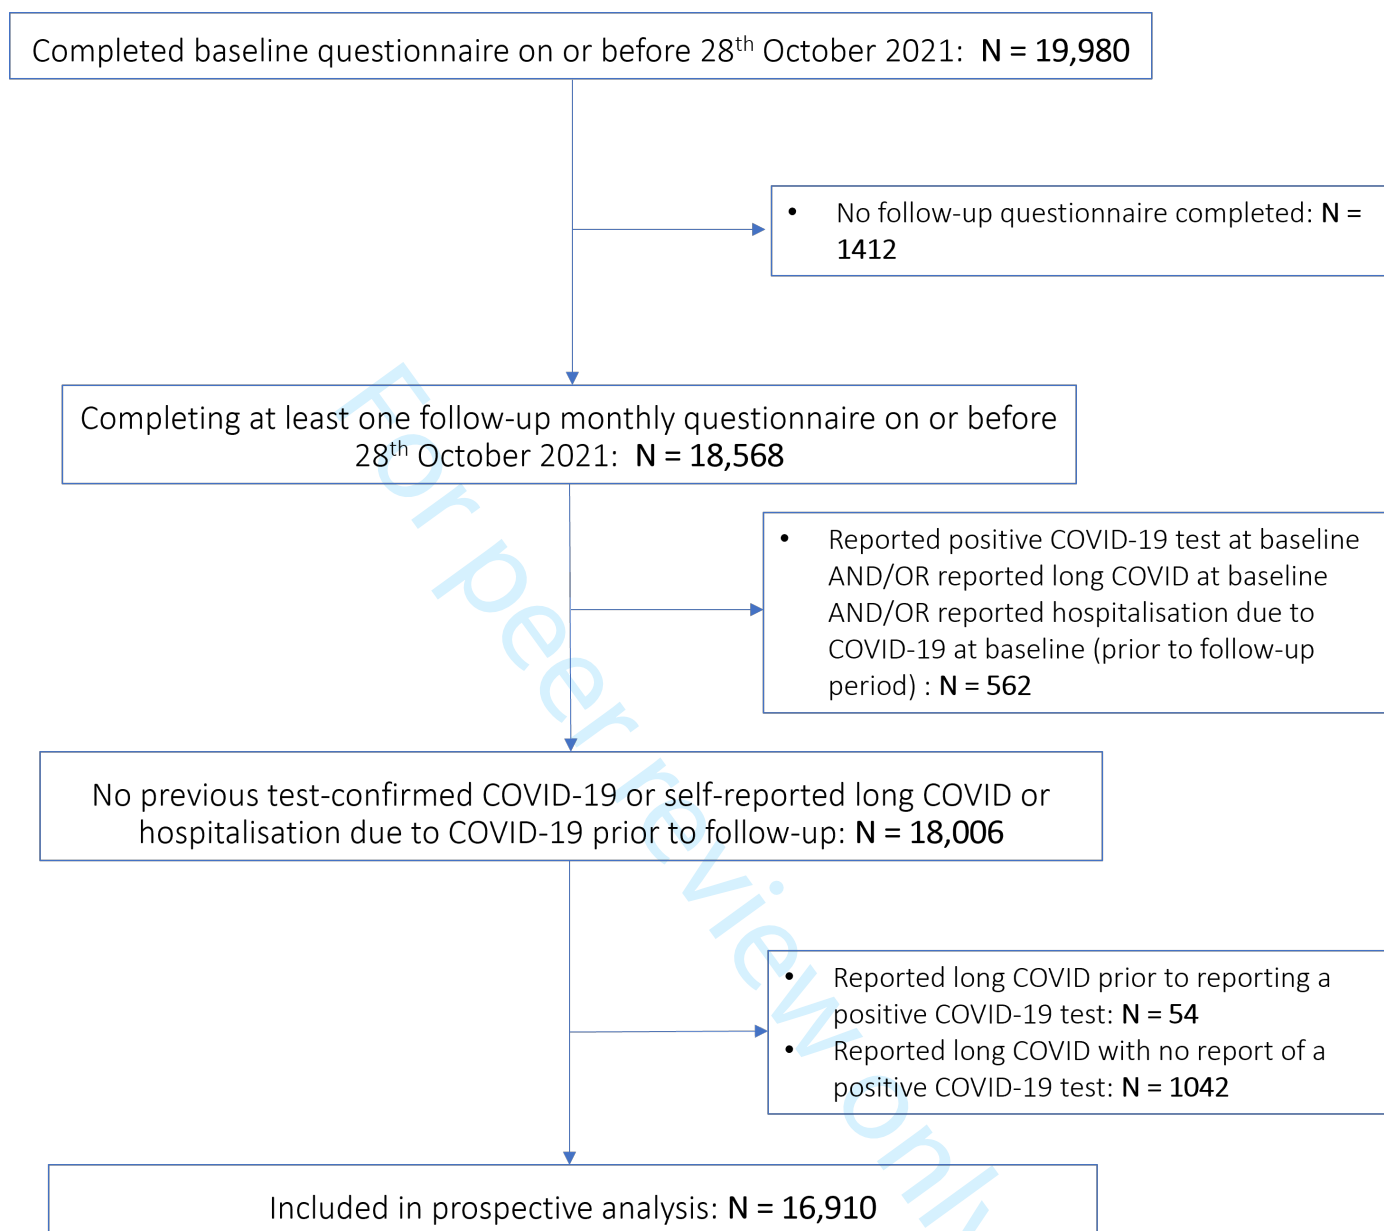 Completed baseline questionnaire on or before 28th October 2021: N = 19,980
• No follow-up questionnaire completed: N =
1412
Completing at least one follow-up monthly questionnaire on or before
28th October 2021: N = 18,568
• Reported positive COVID-19 test at baseline
AND/OR reported long COVID at baseline
AND/OR reported hospitalisation due to
COVID-19 at baseline (prior to follow-up
period) : N = 562
No previous test-confirmed COVID-19 or self-reported long COVID or
hospitalisation due to COVID-19 prior to follow-up: N = 18,006
• Reported long COVID prior to reporting a
positive COVID-19 test: N = 54
• Reported long COVID with no report of a
positive COVID-19 test: N = 1042
Included in prospective analysis: N = 16,910
For peer review only